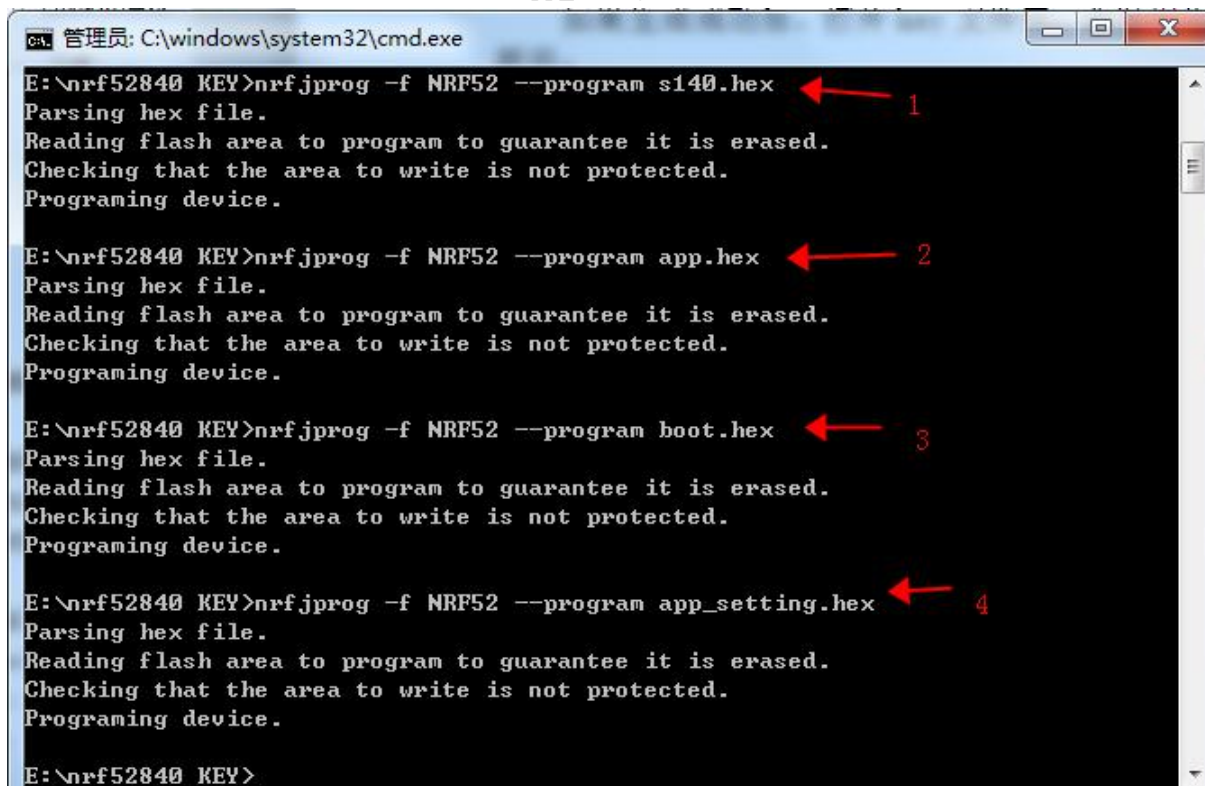 管理员: C:\windows\system32\cmd.exe
E:\nrf52840 KEY>nrfjprog -f NRF52 --program s140.hex 1
Parsing hex file.
Reading flash area to program to guarantee it is erased.
Checking that the area to write is not protected.
Programing device.
E:\nrf52840 KEY>nrfjprog -f NRF52 --program app.hex 2
Parsing hex file.
Reading flash area to program to guarantee it is erased.
Checking that the area to write is not protected.
Programing device.
E:\nrf52840 KEY>nrfjprog -f NRF52 --program boot.hex 3
Parsing hex file.
Reading flash area to program to guarantee it is erased.
Checking that the area to write is not protected.
Programing device.
E:\nrf52840 KEY>nrfjprog -f NRF52 --program app_setting.hex 4
Parsing hex file.
Reading flash area to program to guarantee it is erased.
Checking that the area to write is not protected.
Programing device.
E:\nrf52840 KEY>